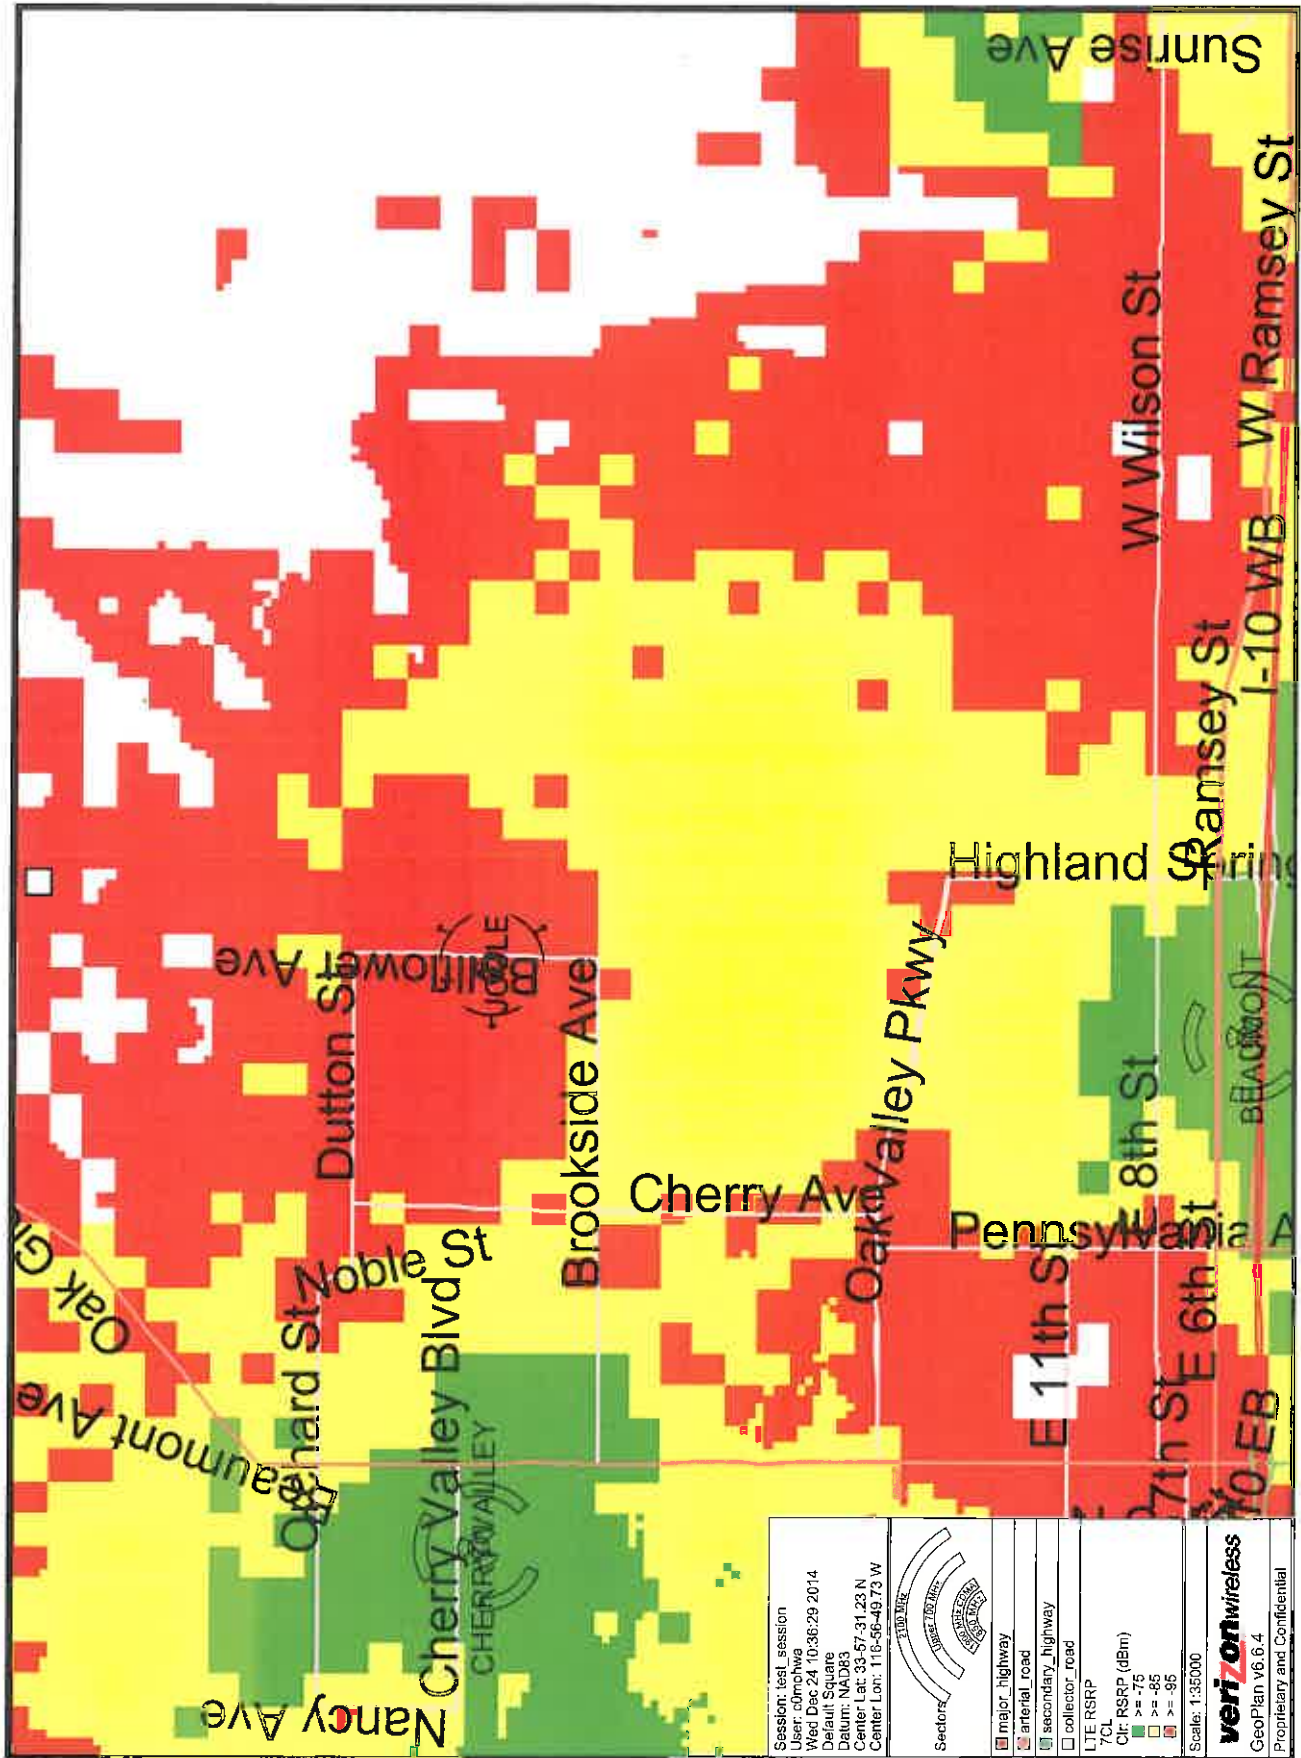 Sunrise Ave
W Ramsey St
W Wilson St
I-10 WB
Ramsey St
Highland Spring
Bellflower Ave
Dutton St
Brookside Ave
Oak Valley Pkwy
BEAUMONT
E 8th St
Cherry Ave
Pennsylvania A
Noble St
E 11th St
E 6th St
Oak G
Orchard St
Cherry Valley Blvd
eaumont Ave
CHERRY VALLEY
7th St
10 EB
Nancy Ave
Session: test_session
User: c0mohwa
Wed Dec 24 10:36:29 2014
Default Square
Datum: NAD83
Center Lat: 33-57-31.23 N
Center Lon: 116-56-49.73 W
Sectors
2100 MHz
Upper 700 MHz
major_highway
arterial_road
secondary_highway
collector_road
LTE RSRP
7CL
Clr: RSRP (dBm)
>= -75
>= -85
>= -95
Scale: 1:35000
verizonwireless
GeoPlan v6.6.4
Proprietary and Confidential